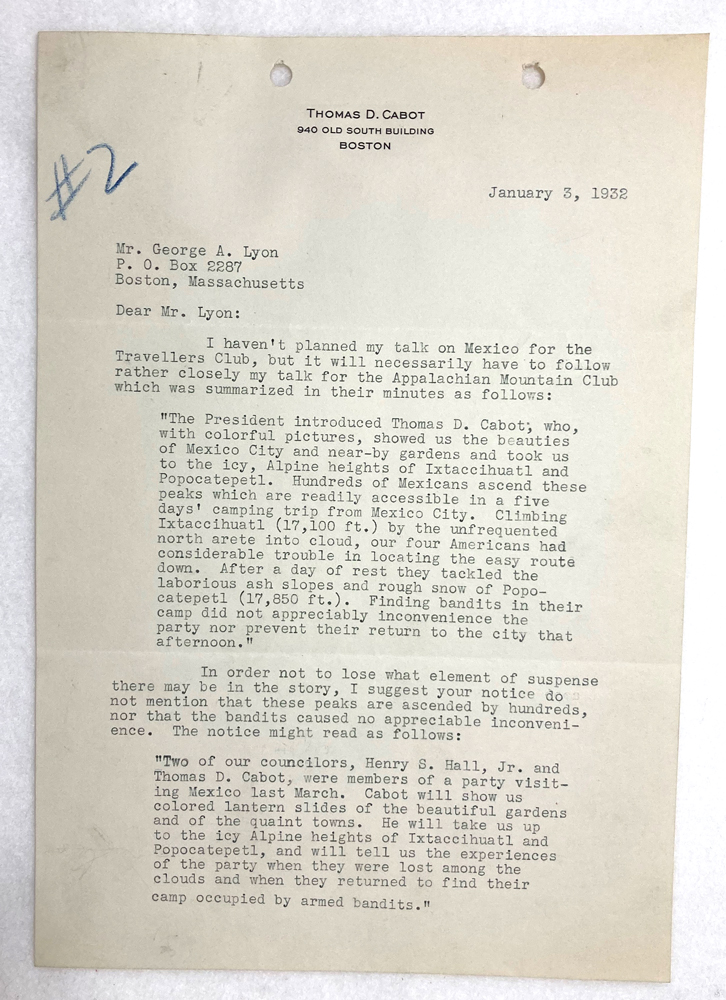 THOMAS D. CABOT
940 OLD SOUTH BUILDING
BOSTON
#2
January 3, 1932
Mr. George A. Lyon
P. O. Box 2287
Boston, Massachusetts
Dear Mr. Lyon:
I haven't planned my talk on Mexico for the
Travellers Club, but it will necessarily have to follow
rather closely my talk for the Appalachian Mountain Club
which was summarized in their minutes as follows:
"The President introduced Thomas D. Cabot, who,
with colorful pictures, showed us the beauties
of Mexico City and near-by gardens and took us
to the icy, Alpine heights of Ixtaccihuatl and
Popocatepetl. Hundreds of Mexicans ascend these
peaks which are readily accessible in a five
days' camping trip from Mexico City. Climbing
Ixtaccihuatl (17,100 ft.) by the unfrequented
north arete into cloud, our four Americans had
considerable trouble in locating the easy route
down. After a day of rest they tackled the
laborious ash slopes and rough snow of Popo-
catepetl (17,850 ft.). Finding bandits in their
camp did not appreciably inconvenience the
party nor prevent their return to the city that
afternoon."
In order not to lose what element of suspense
there may be in the story, I suggest your notice do
not mention that these peaks are ascended by hundreds,
nor that the bandits caused no appreciable inconveni-
ence. The notice might read as follows:
"Two of our councilors, Henry S. Hall, Jr. and
Thomas D. Cabot, were members of a party visit-
ing Mexico last March. Cabot will show us
colored lantern slides of the beautiful gardens
and of the quaint towns. He will take us up
to the icy Alpine heights of Ixtaccihuatl and
Popocatepetl, and will tell us the experiences
of the party when they were lost among the
clouds and when they returned to find their
camp occupied by armed bandits."